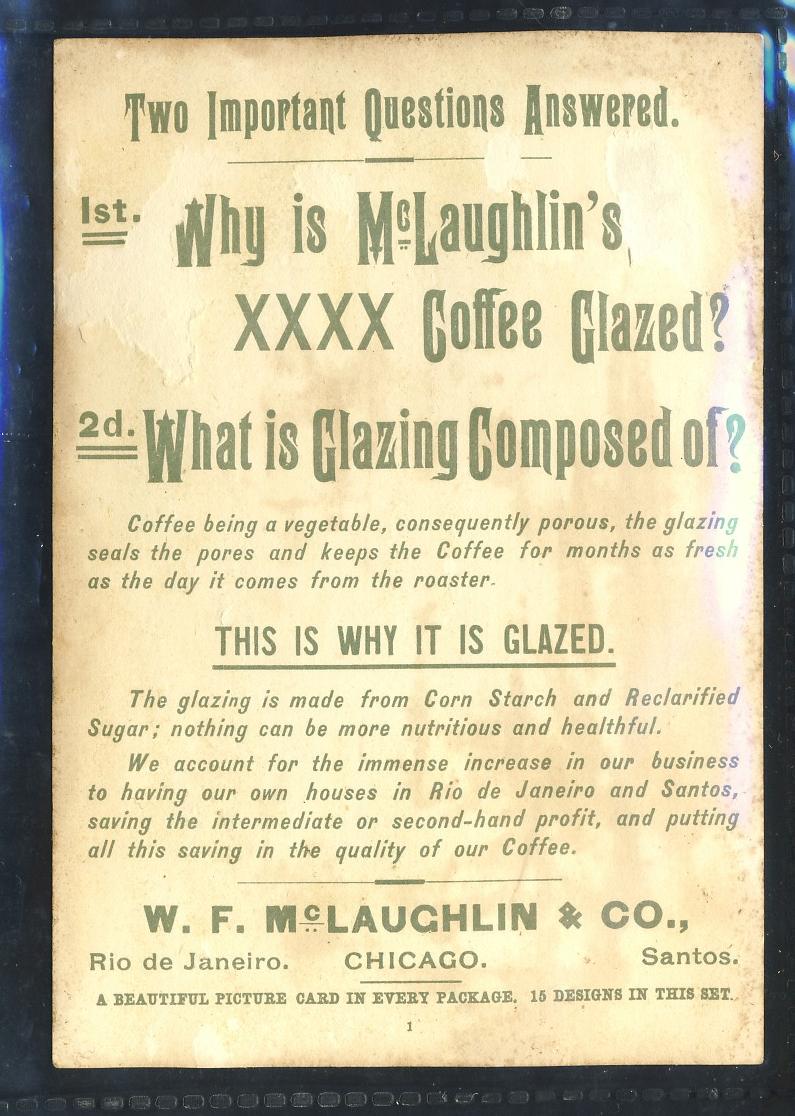 Two Important Questions Answered.
1st. Why is McLaughlin's
XXXX Coffee Glazed?
2d. What is Glazing Composed of?
Coffee being a vegetable, consequently porous, the glazing
seals the pores and keeps the Coffee for months as fresh
as the day it comes from the roaster.
THIS IS WHY IT IS GLAZED.
The glazing is made from Corn Starch and Reclarified
Sugar; nothing can be more nutritious and healthful.
We account for the immense increase in our business
to having our own houses in Rio de Janeiro and Santos,
saving the intermediate or second-hand profit, and putting
all this saving in the quality of our Coffee.
W. F. McLAUGHLIN & CO.,
Rio de Janeiro. CHICAGO. Santos.
A BEAUTIFUL PICTURE CARD IN EVERY PACKAGE. 15 DESIGNS IN THIS SET.
1